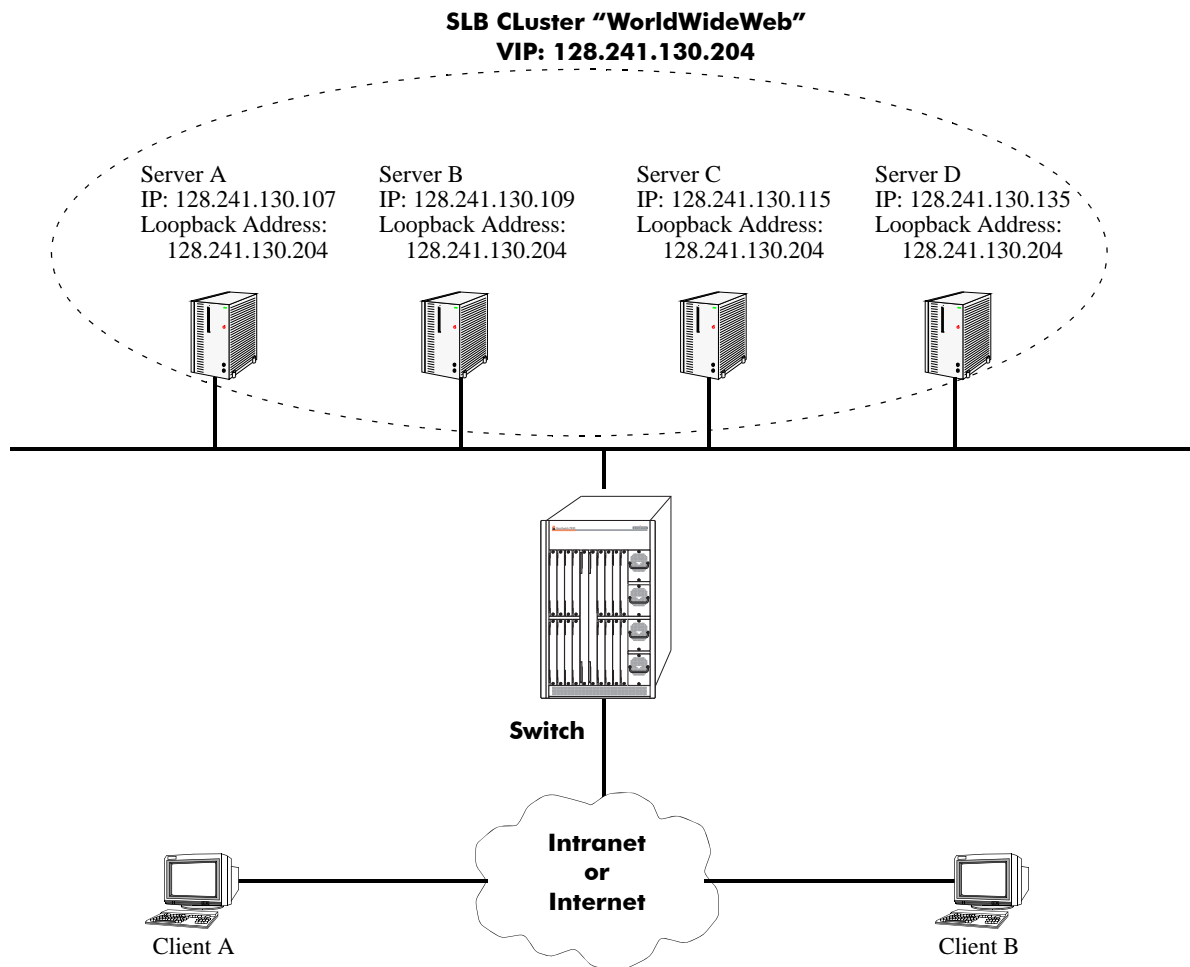 SLB CLuster “WorldWideWeb”
VIP: 128.241.130.204
Server A
IP: 128.241.130.107
Loopback Address:
128.241.130.204
Server B
IP: 128.241.130.109
Loopback Address:
128.241.130.204
Server C
IP: 128.241.130.115
Loopback Address:
128.241.130.204
Server D
IP: 128.241.130.135
Loopback Address:
128.241.130.204
Switch
Intranet
or
Internet
Client A
Client B